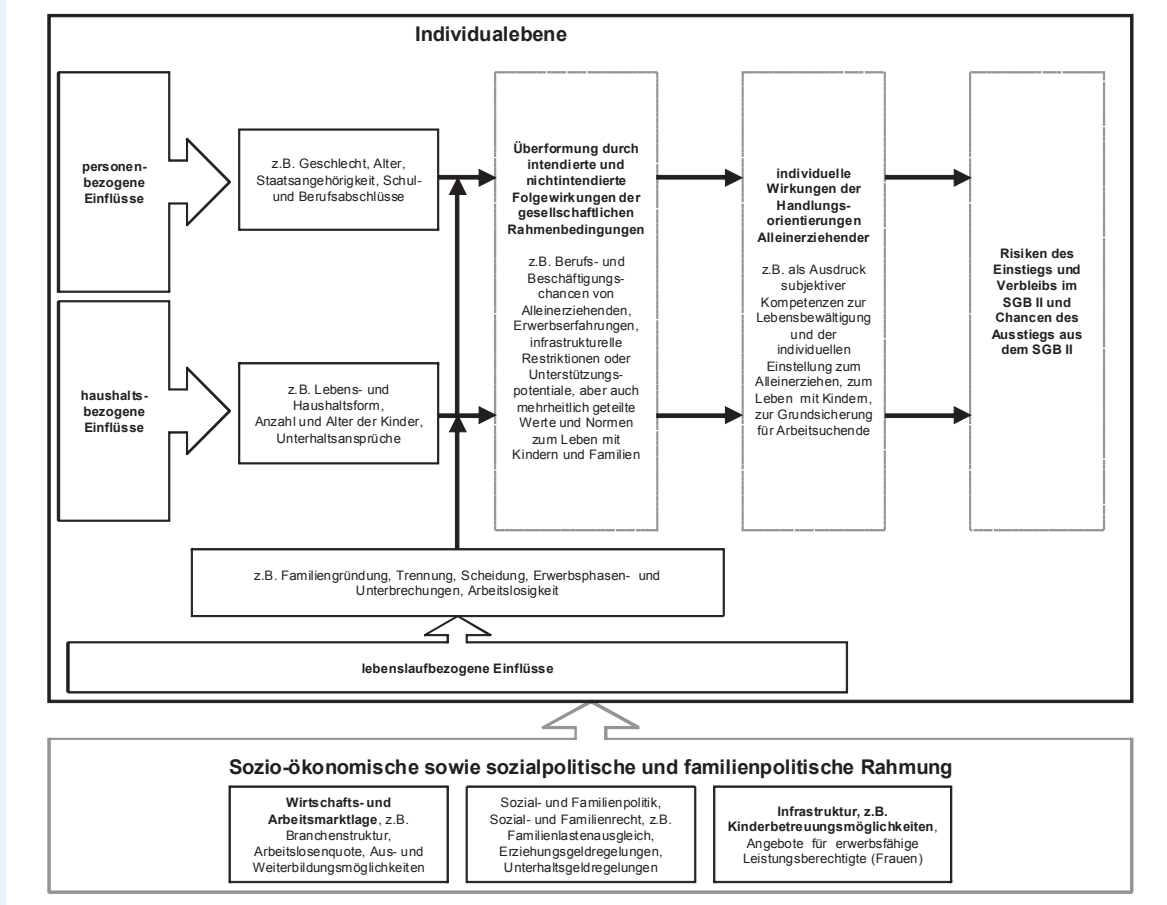 Individualebene
personen-
bezogene
Einflüsse
z.B. Geschlecht, Alter,
Staatsangehörigkeit, Schul-
und Berufsabschlüsse
Überformung durch
intendierte und
nichtintendierte
Folgewirkungen der
gesellschaftlichen
Rahmenbedingungen
z.B. Berufs- und
Beschäftigungs-
chancen von
Alleinerziehenden,
Erwerbserfahrungen,
infrastrukturelle
Restriktionen oder
Unterstützungs-
potentiale, aber auch
mehrheitlich geteilte
Werte und Normen
zum Leben mit
Kindern und Familien
individuelle
Wirkungen der
Handlungs-
orientierungen
Alleinerziehender
z.B. als Ausdruck
subjektiver
Kompetenzen zur
Lebensbewältigung
und der
individuellen
Einstellung zum
Alleinerziehen, zum
Leben mit Kindern,
zur Grundsicherung
für Arbeitsuchende
Risiken des
Einstiegs und
Verbleibs im
SGB II und
Chancen des
Ausstiegs aus
dem SGB II
haushalts-
bezogene
Einflüsse
z.B. Lebens- und
Haushaltsform,
Anzahl und Alter der Kinder,
Unterhaltsansprüche
z.B. Familiengründung, Trennung, Scheidung, Erwerbsphasen- und
Unterbrechungen, Arbeitslosigkeit
lebenslaufbezogene Einflüsse
Sozio-ökonomische sowie sozialpolitische und familienpolitische Rahmung
Wirtschafts- und
Arbeitsmarktlage, z.B.
Branchenstruktur,
Arbeitslosenquote, Aus- und
Weiterbildungsmöglichkeiten
Sozial- und Familienpolitik,
Sozial- und Familienrecht, z.B.
Familienlastenausgleich,
Erziehungsgeldregelungen,
Unterhaltsgeldregelungen
Infrastruktur, z.B.
Kinderbetreuungsmöglichkeiten,
Angebote für erwerbsfähige
Leistungsberechtigte (Frauen)